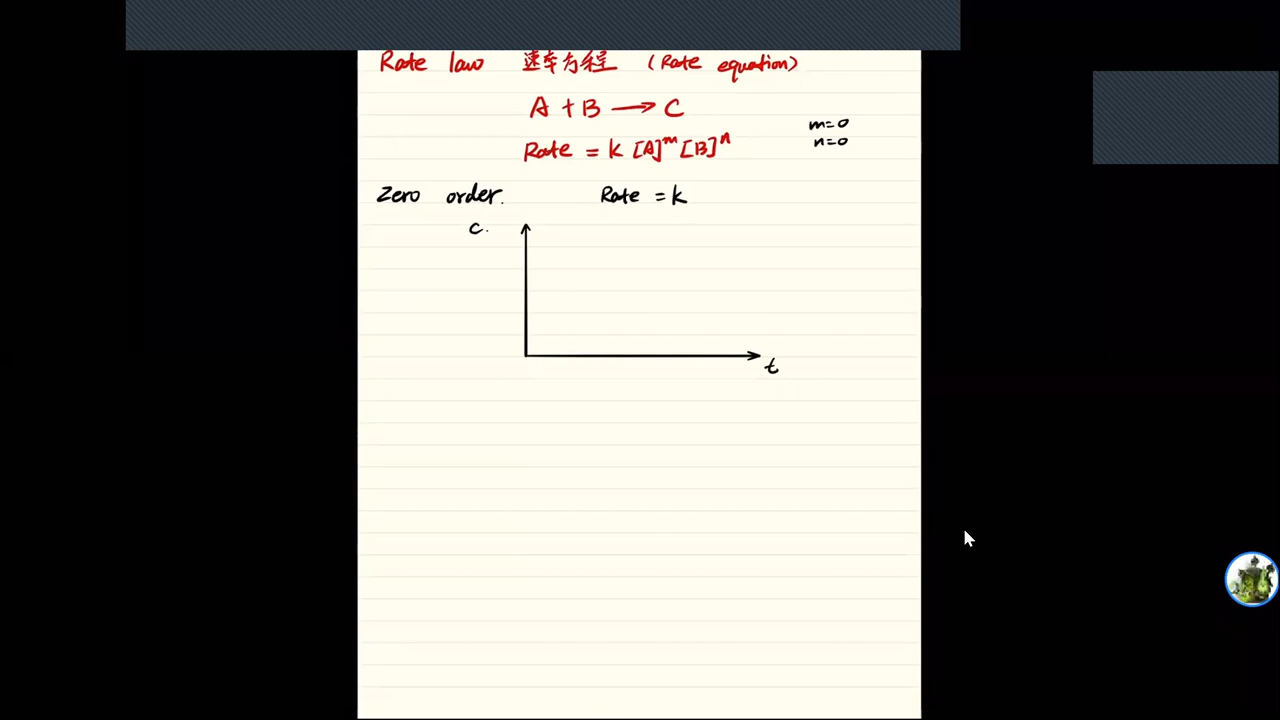 Rate law 速率方程 (Rate equation)
A + B → C
Rate = k [A]^m [B]^n
m=0
n=0
Zero order. Rate = k
c.
t